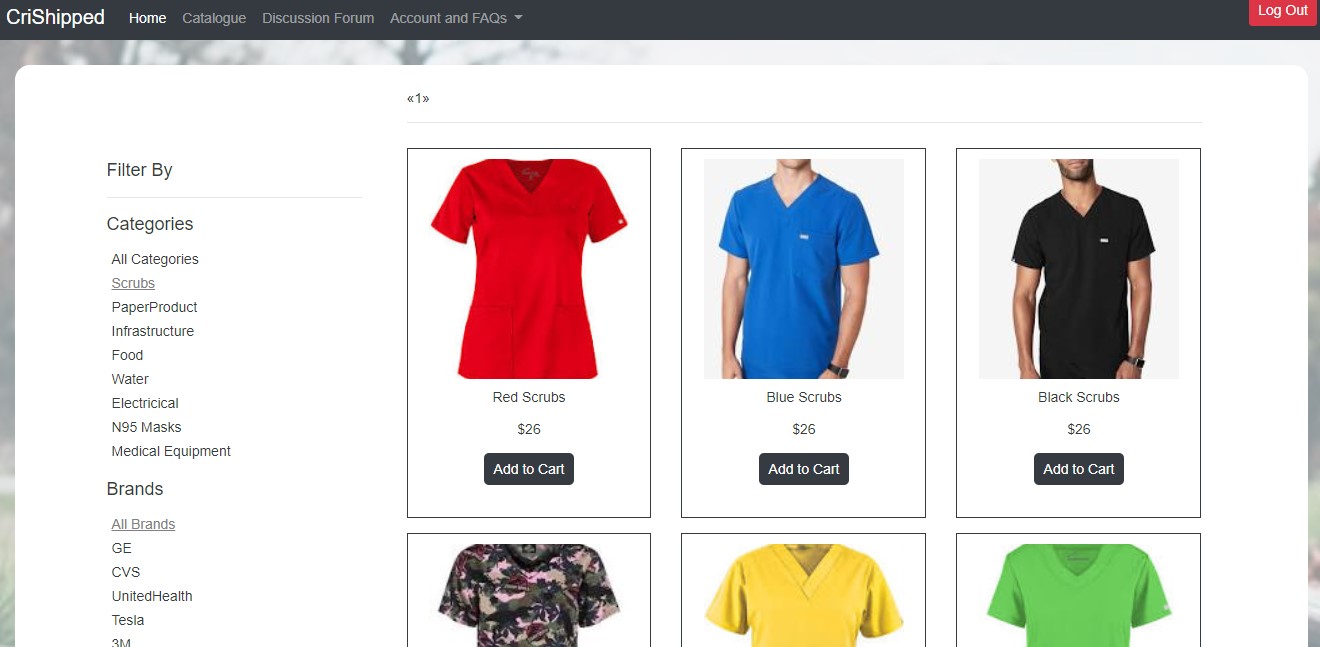 CriShipped Home Catalogue Discussion Forum Account and FAQs Log Out
«1»
Filter By
Categories
All Categories
Scrubs
PaperProduct
Infrastructure
Food
Water
Electricical
N95 Masks
Medical Equipment
Brands
All Brands
GE
CVS
UnitedHealth
Tesla
3M
Red Scrubs
$26
Add to Cart
Blue Scrubs
$26
Add to Cart
Black Scrubs
$26
Add to Cart